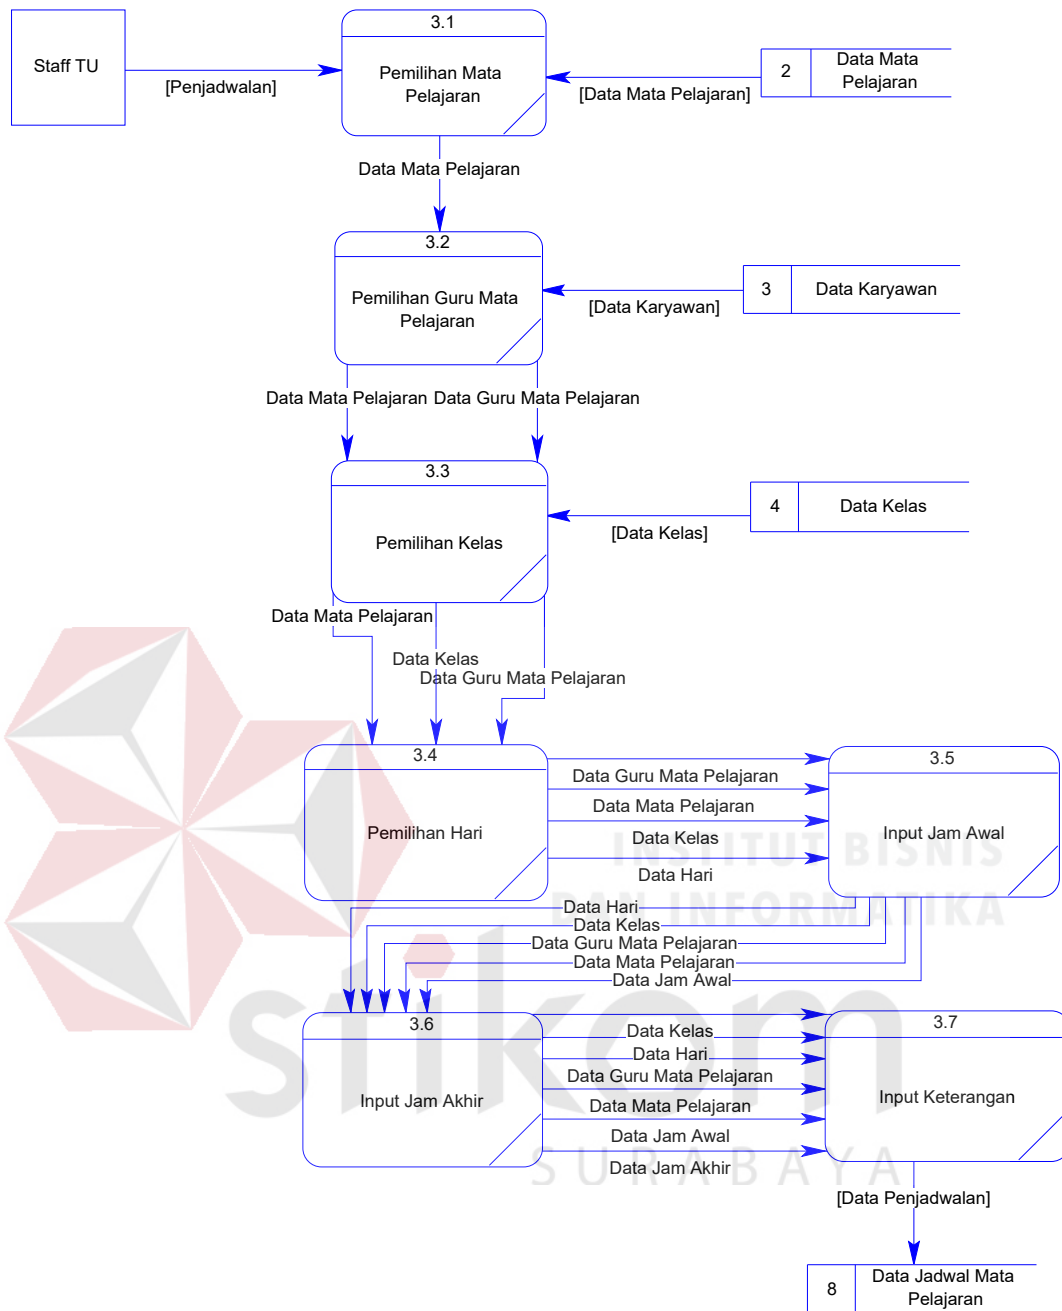 3.1
Staff TU
Pemilihan Mata
Pelajaran
2
Data Mata
Pelajaran
[Penjadwalan]
[Data Mata Pelajaran]
Data Mata Pelajaran
3.2
Pemilihan Guru Mata
Pelajaran
3
Data Karyawan
[Data Karyawan]
Data Mata Pelajaran
Data Guru Mata Pelajaran
3.3
Pemilihan Kelas
4
Data Kelas
[Data Kelas]
Data Mata Pelajaran
Data Kelas
Data Guru Mata Pelajaran
3.4
Pemilihan Hari
3.5
Input Jam Awal
Data Guru Mata Pelajaran
Data Mata Pelajaran
Data Kelas
Data Hari
INSTITUT BISNIS
DAN INFORMATIKA
Data Hari
Data Kelas
Data Guru Mata Pelajaran
Data Mata Pelajaran
Data Jam Awal
stikom
3.6
Input Jam Akhir
3.7
Input Keterangan
Data Kelas
Data Hari
Data Guru Mata Pelajaran
Data Mata Pelajaran
Data Jam Awal
Data Jam Akhir
SURABAYA
[Data Penjadwalan]
8
Data Jadwal Mata
Pelajaran